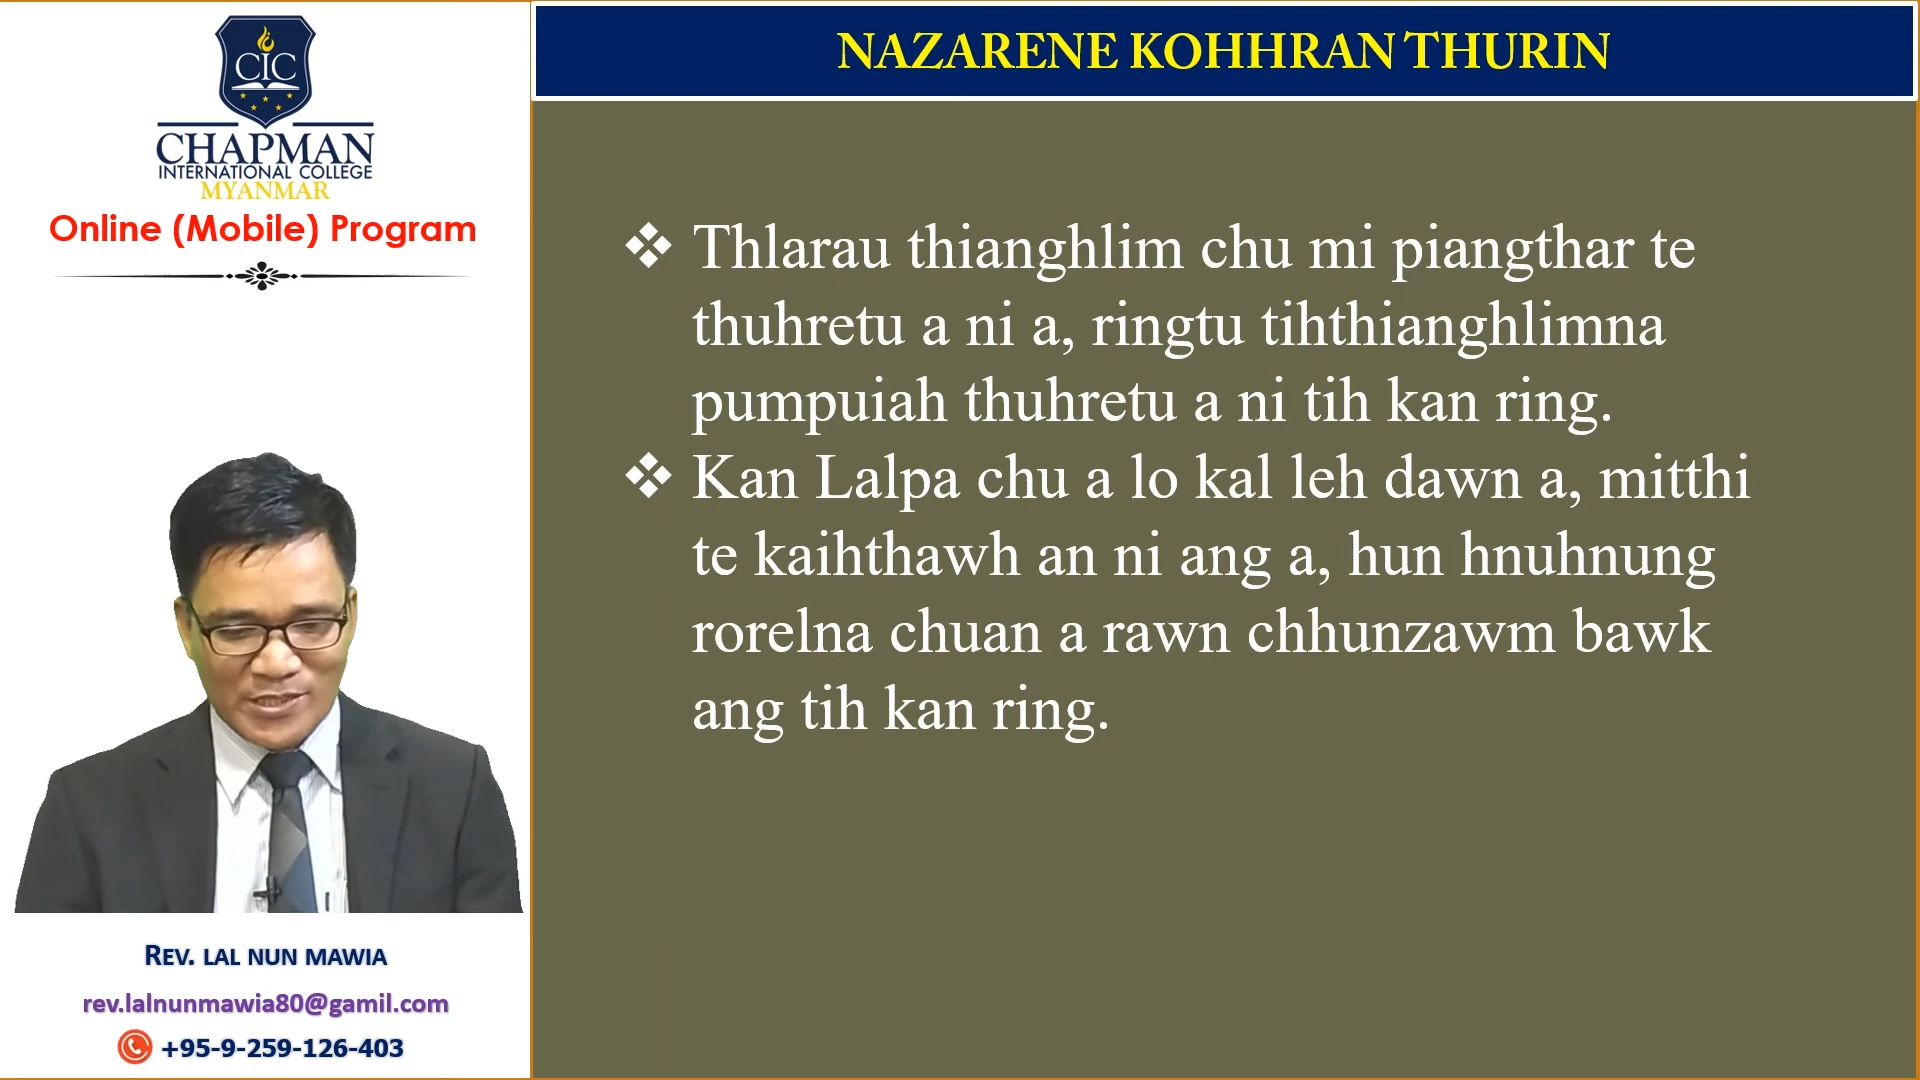 CIC
CHAPMAN
INTERNATIONAL COLLEGE
MYANMAR
Online (Mobile) Program
REV. LAL NUN MAWIA
rev.lalnunmawia80@gamil.com
+95-9-259-126-403
NAZARENE KOHHRAN THURIN
❖ Thlarau thianghlim chu mi piangthar te
thuhretu a ni a, ringtu tihthianghlimna
pumpuiah thuhretu a ni tih kan ring.
❖ Kan Lalpa chu a lo kal leh dawn a, mitthi
te kaihthawh an ni ang a, hun hnuhnung
rorelna chuan a rawn chhunzawm bawk
ang tih kan ring.